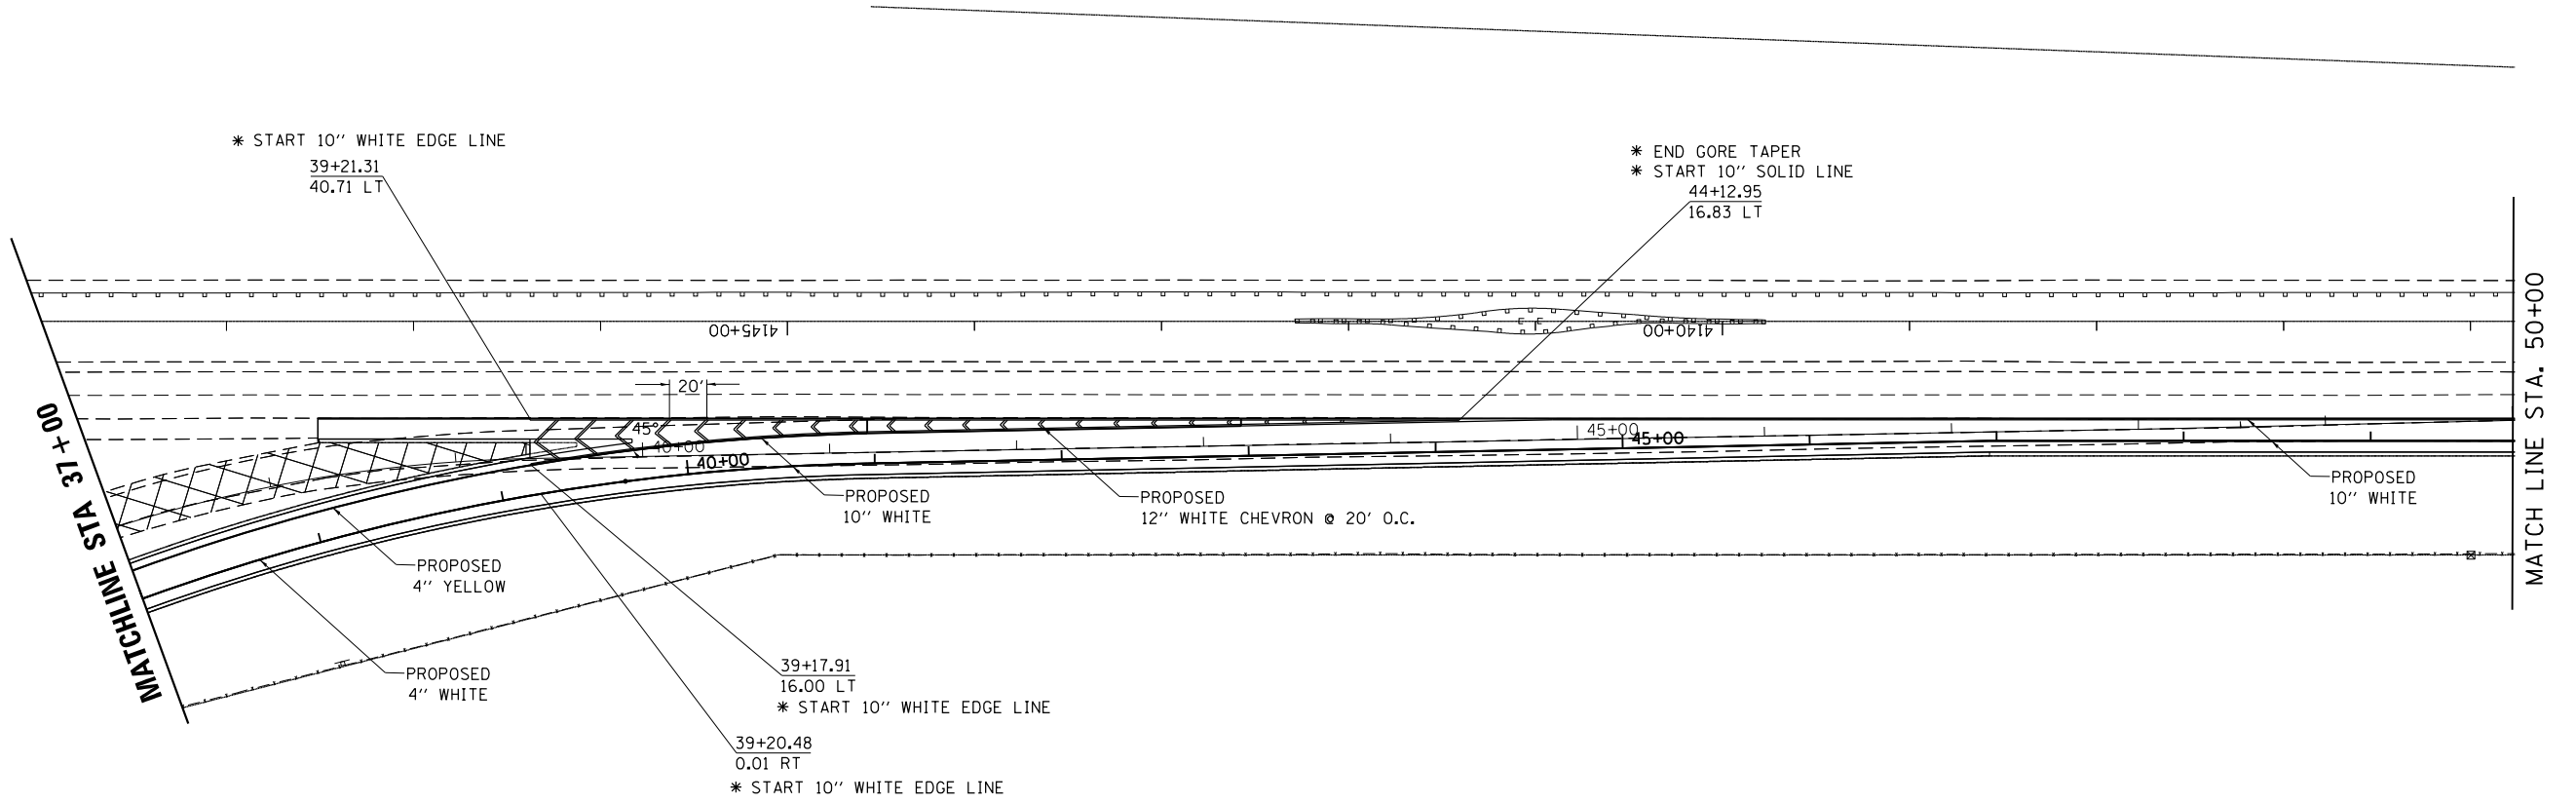 * START 10'' WHITE EDGE LINE
39+21.31
40.71 LT
* END GORE TAPER
* START 10'' SOLID LINE
44+12.95
16.83 LT
4145+00
4140+00
20'
45°
40+00
40+00
45+00
45+00
MATCHLINE STA 37+00
MATCH LINE STA. 50+00
PROPOSED
10'' WHITE
PROPOSED
12'' WHITE CHEVRON @ 20' O.C.
PROPOSED
10'' WHITE
PROPOSED
4'' YELLOW
PROPOSED
4'' WHITE
39+17.91
16.00 LT
* START 10'' WHITE EDGE LINE
39+20.48
0.01 RT
* START 10'' WHITE EDGE LINE